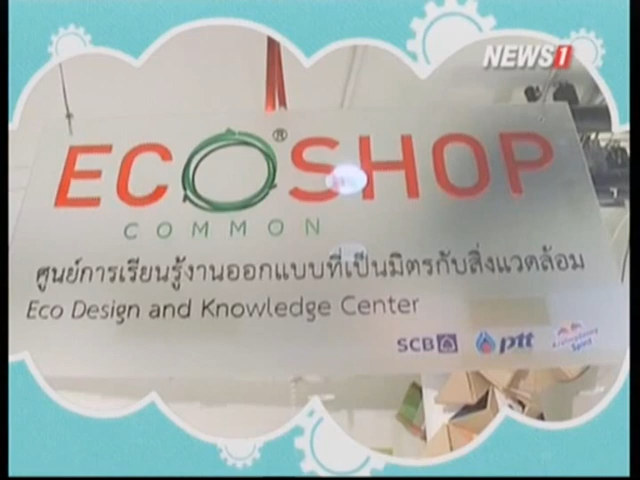 NEWS1
ECOSHOP®
COMMON
ศูนย์การเรียนรู้งานออกแบบที่เป็นมิตรกับสิ่งแวดล้อม
Eco Design and Knowledge Center
SCB ptt
Spirit